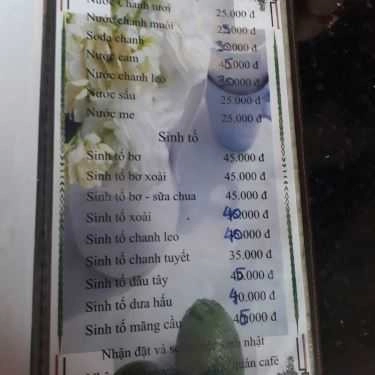 Nước chanh tươi 25.000 đ
Nước chanh muối 25.000 đ
Soda chanh 30.000 đ
Nước cam 45.000 đ
Nước chanh leo 30.000 đ
Nước sấu 25.000 đ
Nước me 25.000 đ
Sinh tố
Sinh tố bơ 45.000 đ
Sinh tố bơ xoài 45.000 đ
Sinh tố bơ - sữa chua 45.000 đ
Sinh tố xoài 40.000 đ
Sinh tố chanh leo 40.000 đ
Sinh tố chanh tuyết 35.000 đ
Sinh tố dâu tây 45.000 đ
Sinh tố dưa hấu 40.000 đ
Sinh tố mãng cầu 45.000 đ
Nhận đặt và nhật
quán cafê